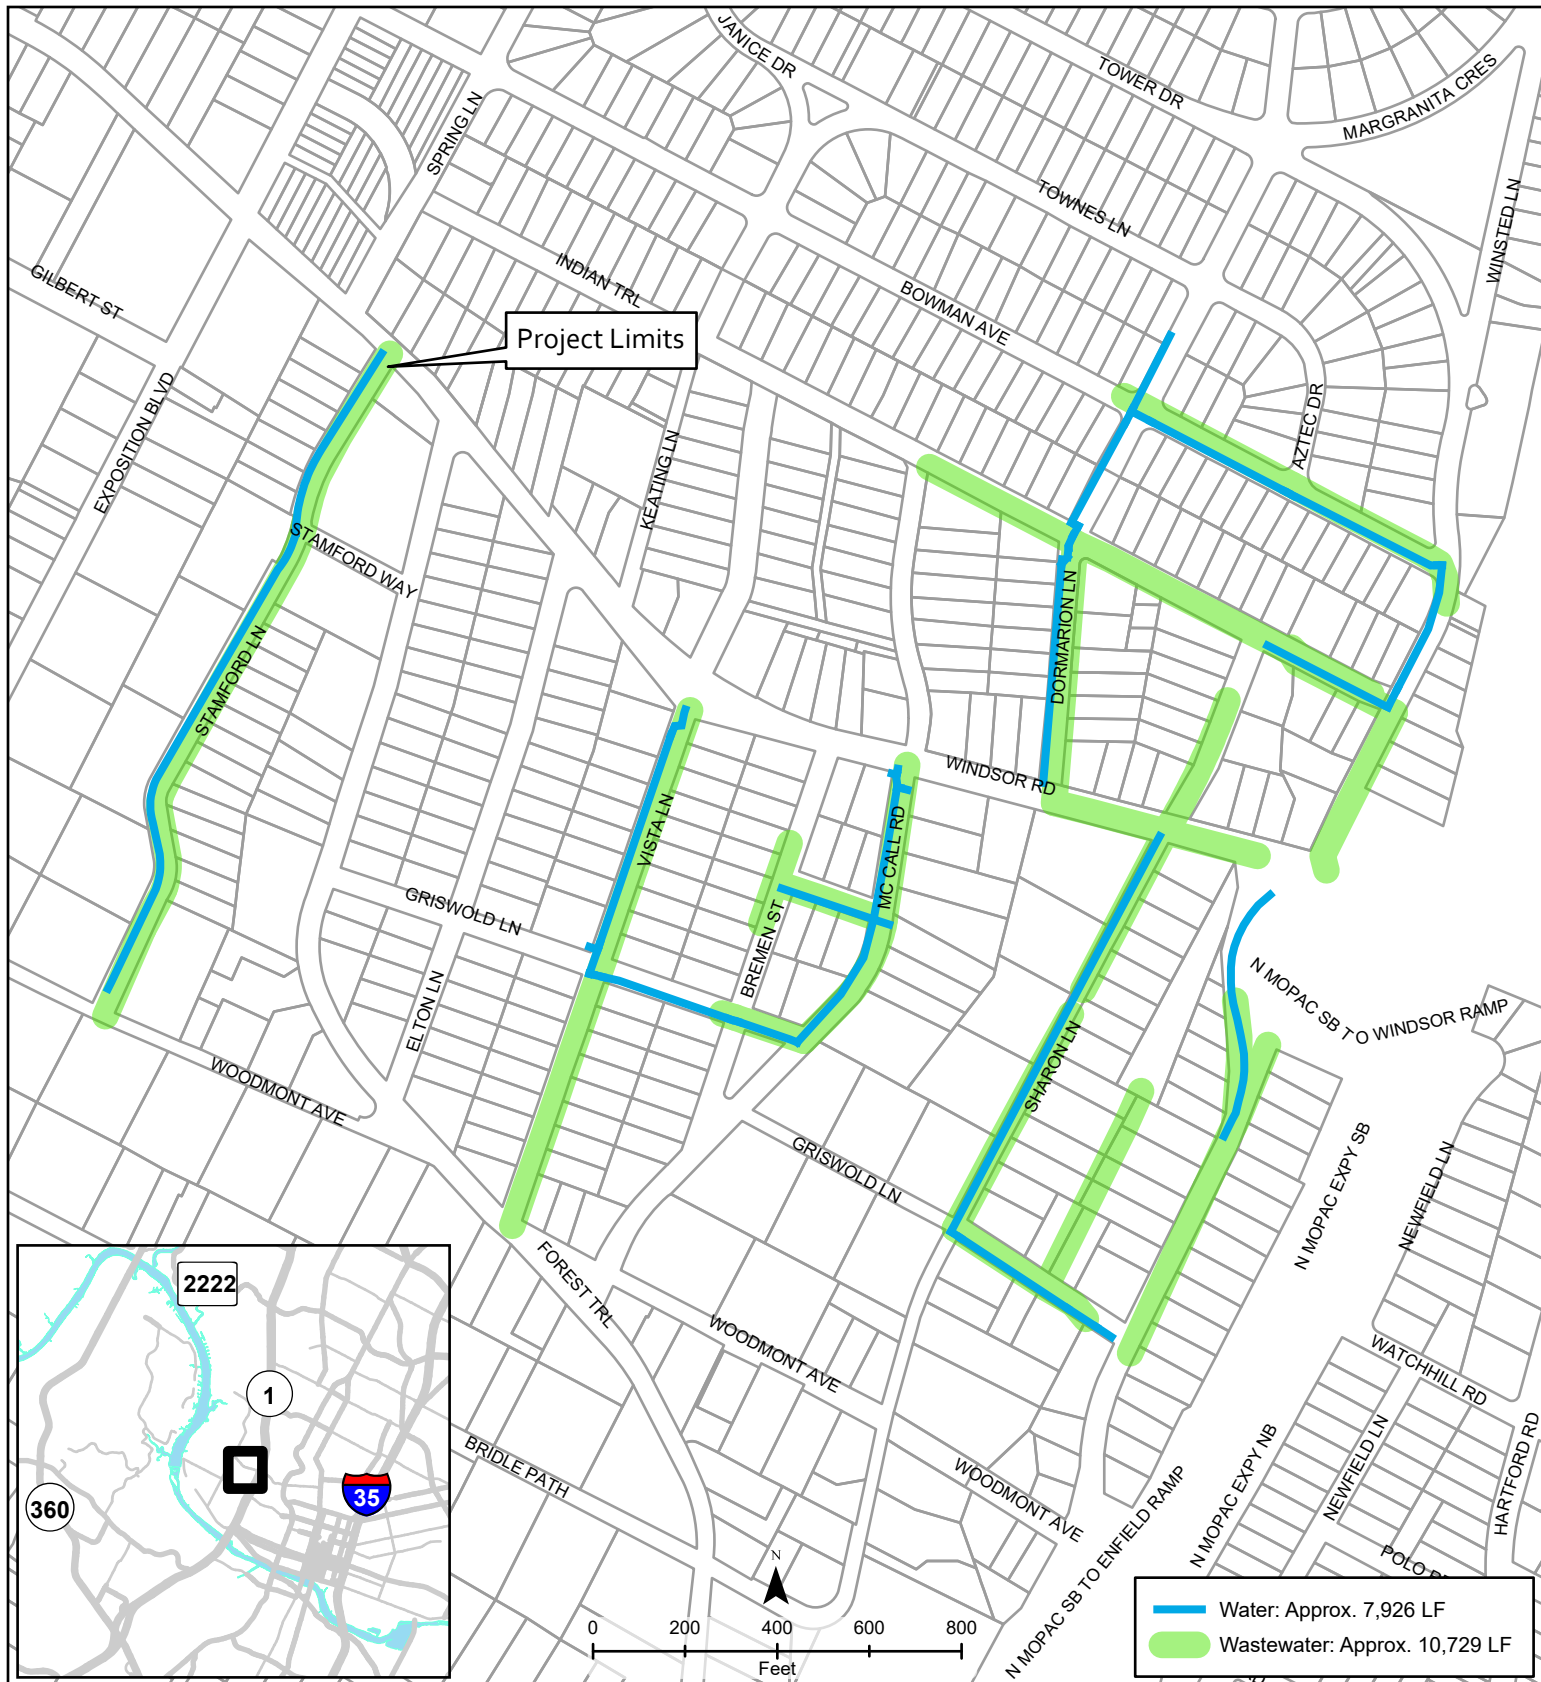 JANICE DR
TOWER DR
MARGRANITA CRES
SPRING LN
TOWNES LN
WINSTED LN
GILBERT ST
INDIAN TRL
BOWMAN AVE
Project Limits
EXPOSITION BLVD
AZTEC DR
KEATING LN
STAMFORD WAY
DORMARION LN
STAMFORD LN
WINDSOR RD
VISTA LN
MC CALL RD
GRISWOLD LN
BREMEN ST
ELTON LN
N MOPAC SB TO WINDSOR RAMP
SHARON LN
WOODMONT AVE
GRISWOLD LN
N MOPAC EXPY SB
NEWFIELD LN
FOREST TRL
WOODMONT AVE
WATCHHILL RD
2222
1
BRIDLE PATH
WOODMONT AVE
N MOPAC EXPY NB
NEWFIELD LN
HARTFORD RD
360
35
N MOPAC SB TO ENFIELD RAMP
POLO
N
0 200 400 600 800
Feet
Water: Approx. 7,926 LF
Wastewater: Approx. 10,729 LF